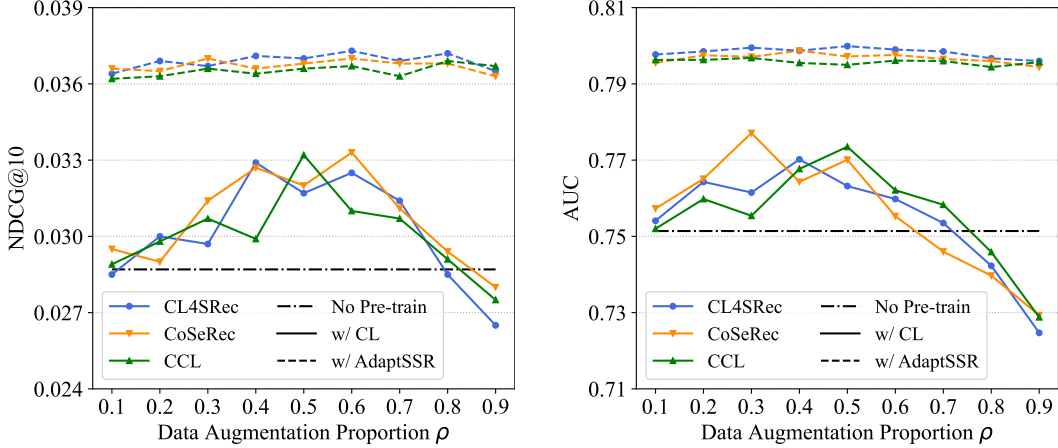 0.039
0.036
0.033
0.030
0.027
0.024
NDCG@10
CL4SRec
CoSeRec
CCL
No Pre-train
w/ CL
w/ AdaptSSR
0.1 0.2 0.3 0.4 0.5 0.6 0.7 0.8 0.9
Data Augmentation Proportion ρ
0.81
0.79
0.77
0.75
0.73
0.71
AUC
CL4SRec
CoSeRec
CCL
No Pre-train
w/ CL
w/ AdaptSSR
0.1 0.2 0.3 0.4 0.5 0.6 0.7 0.8 0.9
Data Augmentation Proportion ρ